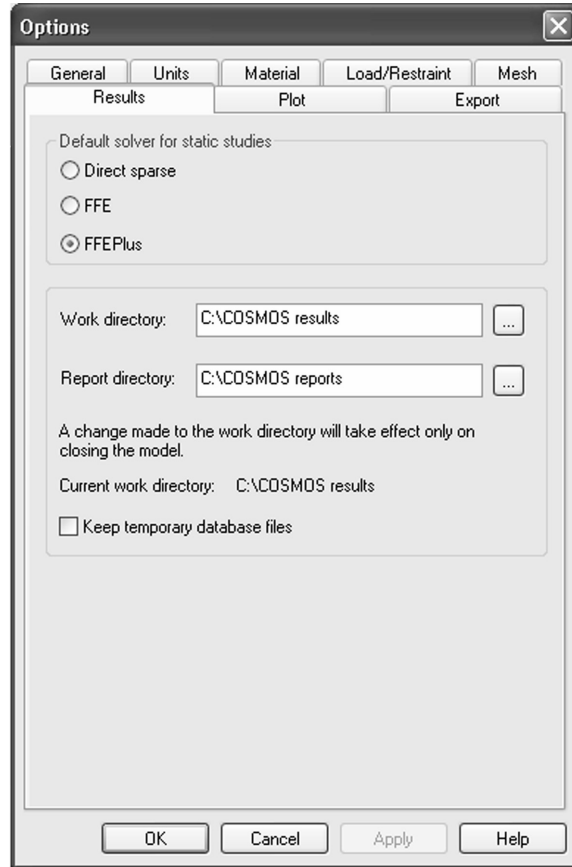 Options
General Units Material Load/Restraint Mesh
Results Plot Export
Default solver for static studies
Direct sparse
FFE
FFEPlus
Work directory: C:\COSMOS results ...
Report directory: C:\COSMOS reports ...
A change made to the work directory will take effect only on
closing the model.
Current work directory: C:\COSMOS results
Keep temporary database files
OK Cancel Apply Help